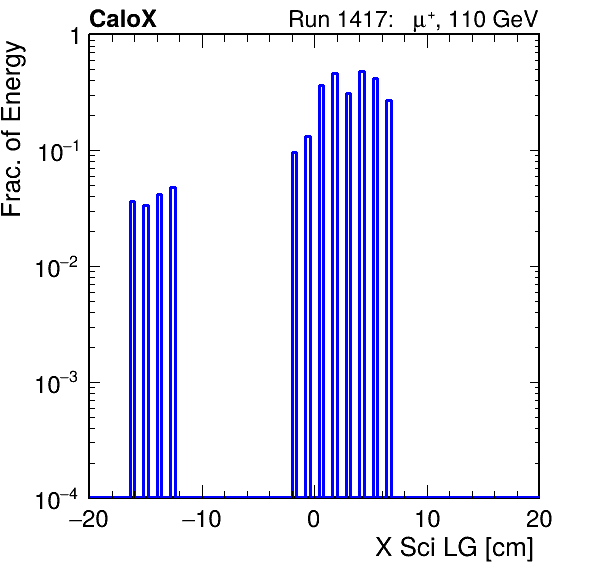 CaloX Run 1417: μ⁺, 110 GeV
Frac. of Energy
1
10⁻¹
10⁻²
10⁻³
10⁻⁴
−20 −10 0 10 20
X Sci LG [cm]